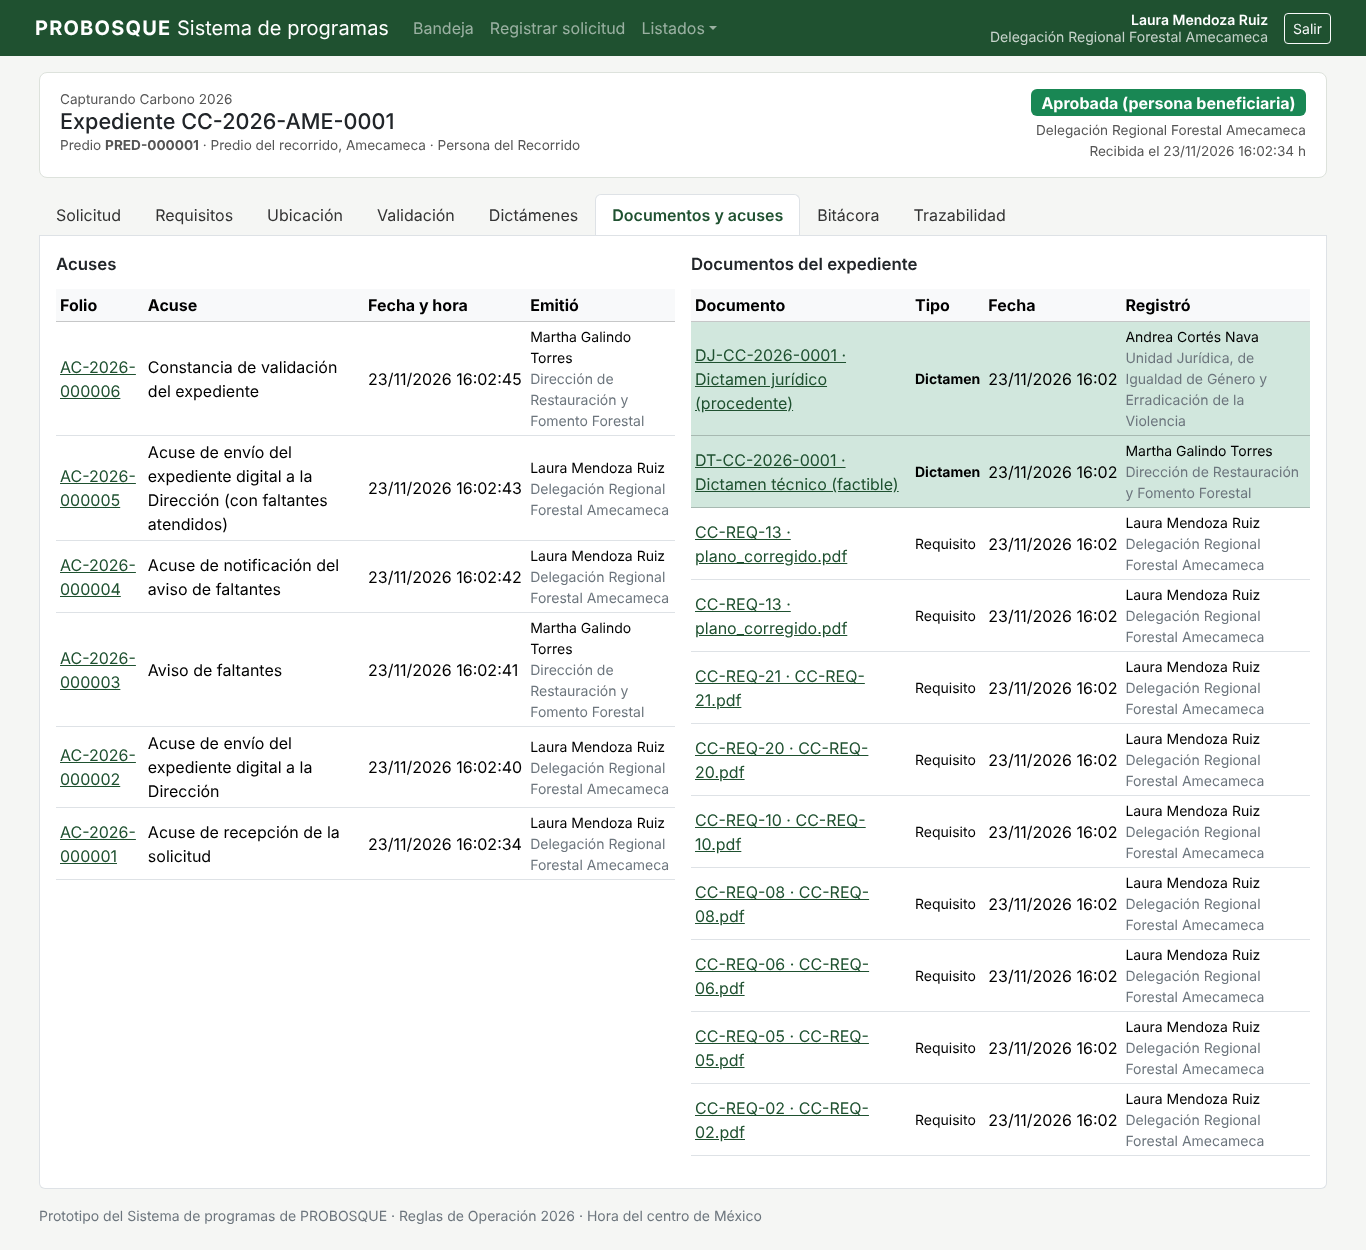 PROBOSQUE Sistema de programas
Bandeja
Registrar solicitud
Listados
Laura Mendoza Ruiz
Delegación Regional Forestal Amecameca
Salir
Capturando Carbono 2026
Expediente CC-2026-AME-0001
Predio PRED-000001 · Predio del recorrido, Amecameca · Persona del Recorrido
Aprobada (persona beneficiaria)
Delegación Regional Forestal Amecameca
Recibida el 23/11/2026 16:02:34 h
Solicitud
Requisitos
Ubicación
Validación
Dictámenes
Documentos y acuses
Bitácora
Trazabilidad
Acuses
Folio
Acuse
Fecha y hora
Emitió
AC-2026-
000006
Constancia de validación
del expediente
23/11/2026 16:02:45
Martha Galindo
Torres
Dirección de
Restauración y
Fomento Forestal
AC-2026-
000005
Acuse de envío del
expediente digital a la
Dirección (con faltantes
atendidos)
23/11/2026 16:02:43
Laura Mendoza Ruiz
Delegación Regional
Forestal Amecameca
AC-2026-
000004
Acuse de notificación del
aviso de faltantes
23/11/2026 16:02:42
Laura Mendoza Ruiz
Delegación Regional
Forestal Amecameca
AC-2026-
000003
Aviso de faltantes
23/11/2026 16:02:41
Martha Galindo
Torres
Dirección de
Restauración y
Fomento Forestal
AC-2026-
000002
Acuse de envío del
expediente digital a la
Dirección
23/11/2026 16:02:40
Laura Mendoza Ruiz
Delegación Regional
Forestal Amecameca
AC-2026-
000001
Acuse de recepción de la
solicitud
23/11/2026 16:02:34
Laura Mendoza Ruiz
Delegación Regional
Forestal Amecameca
Documentos del expediente
Documento
Tipo
Fecha
Registró
DJ-CC-2026-0001 ·
Dictamen jurídico
(procedente)
Dictamen
23/11/2026 16:02
Andrea Cortés Nava
Unidad Jurídica, de
Igualdad de Género y
Erradicación de la
Violencia
DT-CC-2026-0001 ·
Dictamen técnico (factible)
Dictamen
23/11/2026 16:02
Martha Galindo Torres
Dirección de Restauración
y Fomento Forestal
CC-REQ-13 ·
plano_corregido.pdf
Requisito
23/11/2026 16:02
Laura Mendoza Ruiz
Delegación Regional
Forestal Amecameca
CC-REQ-13 ·
plano_corregido.pdf
Requisito
23/11/2026 16:02
Laura Mendoza Ruiz
Delegación Regional
Forestal Amecameca
CC-REQ-21 · CC-REQ-
21.pdf
Requisito
23/11/2026 16:02
Laura Mendoza Ruiz
Delegación Regional
Forestal Amecameca
CC-REQ-20 · CC-REQ-
20.pdf
Requisito
23/11/2026 16:02
Laura Mendoza Ruiz
Delegación Regional
Forestal Amecameca
CC-REQ-10 · CC-REQ-
10.pdf
Requisito
23/11/2026 16:02
Laura Mendoza Ruiz
Delegación Regional
Forestal Amecameca
CC-REQ-08 · CC-REQ-
08.pdf
Requisito
23/11/2026 16:02
Laura Mendoza Ruiz
Delegación Regional
Forestal Amecameca
CC-REQ-06 · CC-REQ-
06.pdf
Requisito
23/11/2026 16:02
Laura Mendoza Ruiz
Delegación Regional
Forestal Amecameca
CC-REQ-05 · CC-REQ-
05.pdf
Requisito
23/11/2026 16:02
Laura Mendoza Ruiz
Delegación Regional
Forestal Amecameca
CC-REQ-02 · CC-REQ-
02.pdf
Requisito
23/11/2026 16:02
Laura Mendoza Ruiz
Delegación Regional
Forestal Amecameca
Prototipo del Sistema de programas de PROBOSQUE · Reglas de Operación 2026 · Hora del centro de México